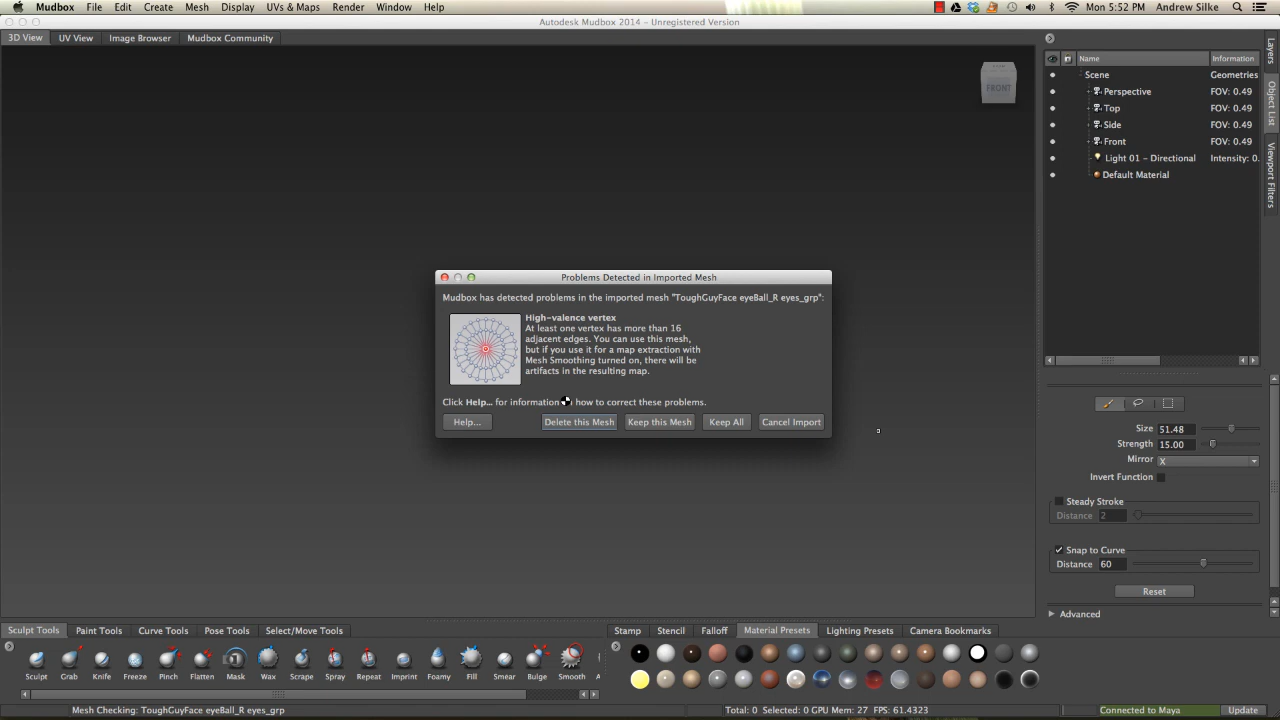 Mudbox File Edit Create Mesh Display UVs & Maps Render Window Help Mon 5:52 PM Andrew Silke
Autodesk Mudbox 2014 - Unregistered Version
3D View UV View Image Browser Mudbox Community
FRONT
Name Information
Scene Geometries
Perspective FOV: 0.49
Top FOV: 0.49
Side FOV: 0.49
Front FOV: 0.49
Light 01 - Directional Intensity: 0.
Default Material
Layers
Object List
Viewport Filters
Problems Detected in Imported Mesh
Mudbox has detected problems in the imported mesh "ToughGuyFace eyeBall_R eyes_grp":
High-valence vertex
At least one vertex has more than 16
adjacent edges. You can use this mesh,
but if you use it for a map extraction with
Mesh Smoothing turned on, there will be
artifacts in the resulting map.
Click Help... for information how to correct these problems.
Help... Delete this Mesh Keep this Mesh Keep All Cancel Import
Size 51.48
Strength 15.00
Mirror X
Invert Function
Steady Stroke
Distance 2
Snap to Curve
Distance 60
Reset
Advanced
Sculpt Tools Paint Tools Curve Tools Pose Tools Select/Move Tools
Sculpt Grab Knife Freeze Pinch Flatten Mask Wax Scrape Spray Repeat Imprint Foamy Fill Smear Bulge Smooth A
Stamp Stencil Falloff Material Presets Lighting Presets Camera Bookmarks
Mesh Checking: ToughGuyFace eyeBall_R eyes_grp
Total: 0 Selected: 0 GPU Mem: 27 FPS: 61.4323
Connected to Maya Update